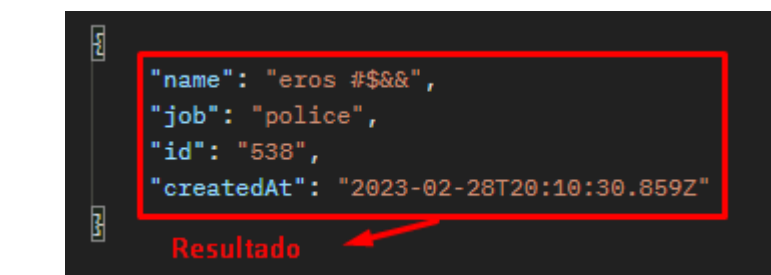 {
"name": "eros #$&&",
"job": "police",
"id": "538",
"createdAt": "2023-02-28T20:10:30.859Z"
}
Resultado